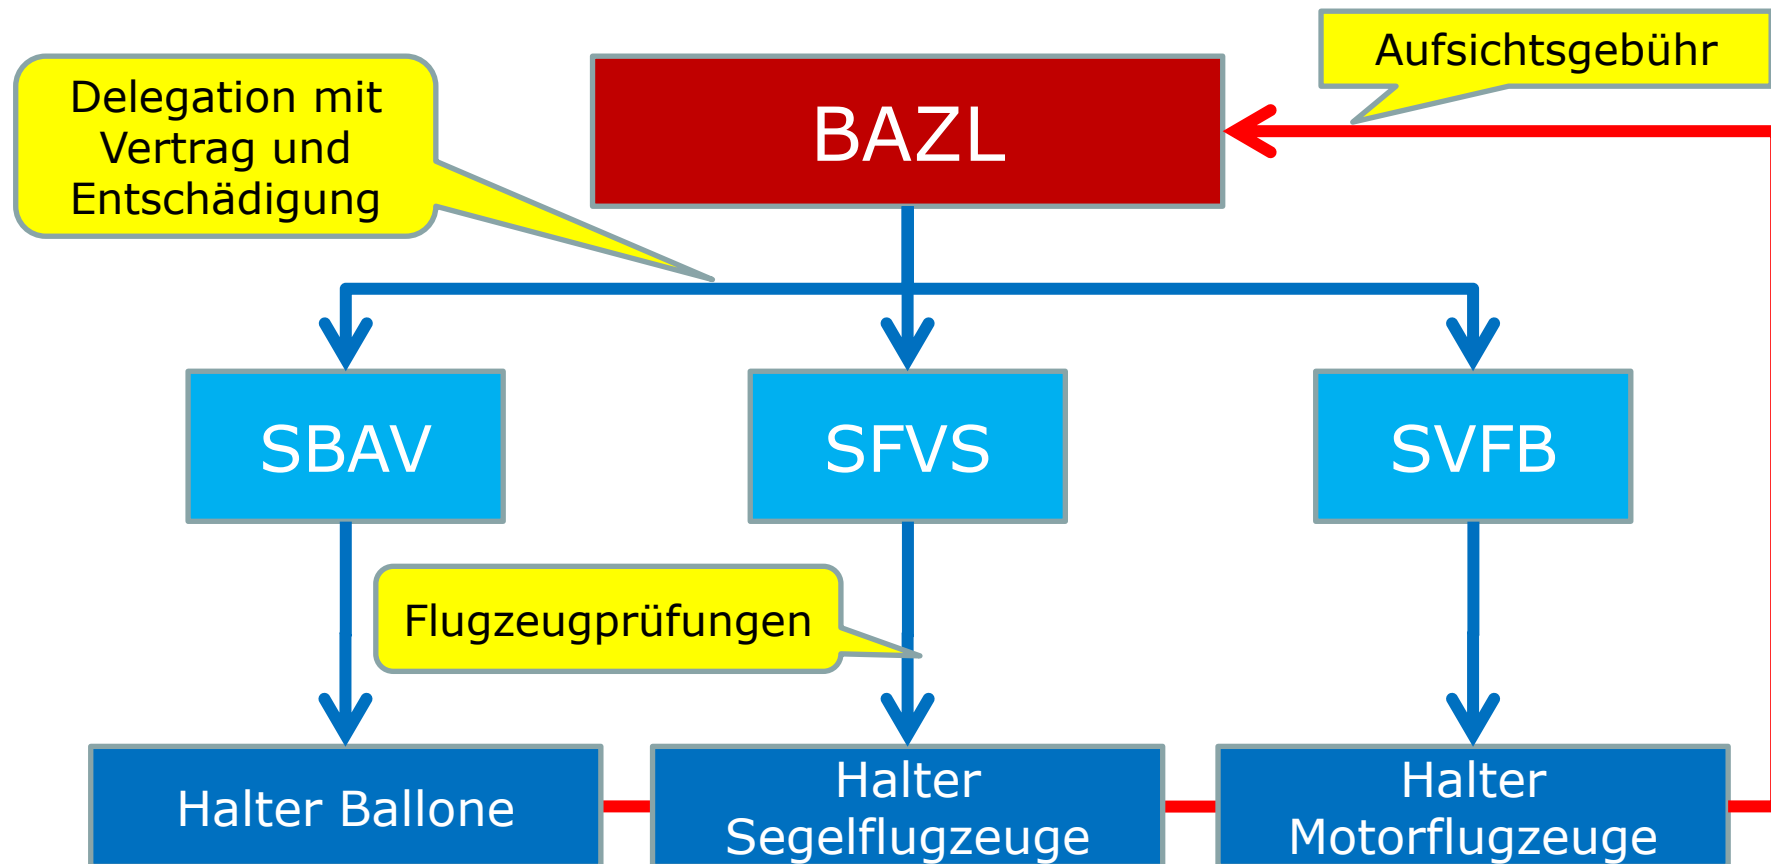 Aufsichtsgebühr
Delegation mit
Vertrag und
Entschädigung
BAZL
SBAV
SFVS
SVFB
Flugzeugprüfungen
Halter Ballone
Halter
Segelflugzeuge
Halter
Motorflugzeuge